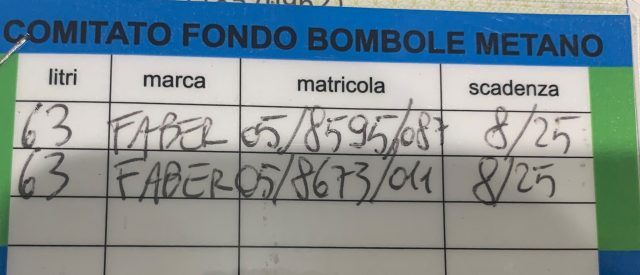 COMITATO FONDO BOMBOLE METANO
litri marca matricola scadenza
63 FABER 05/8595/087 8/25
63 FABER 05/8673/011 8/25